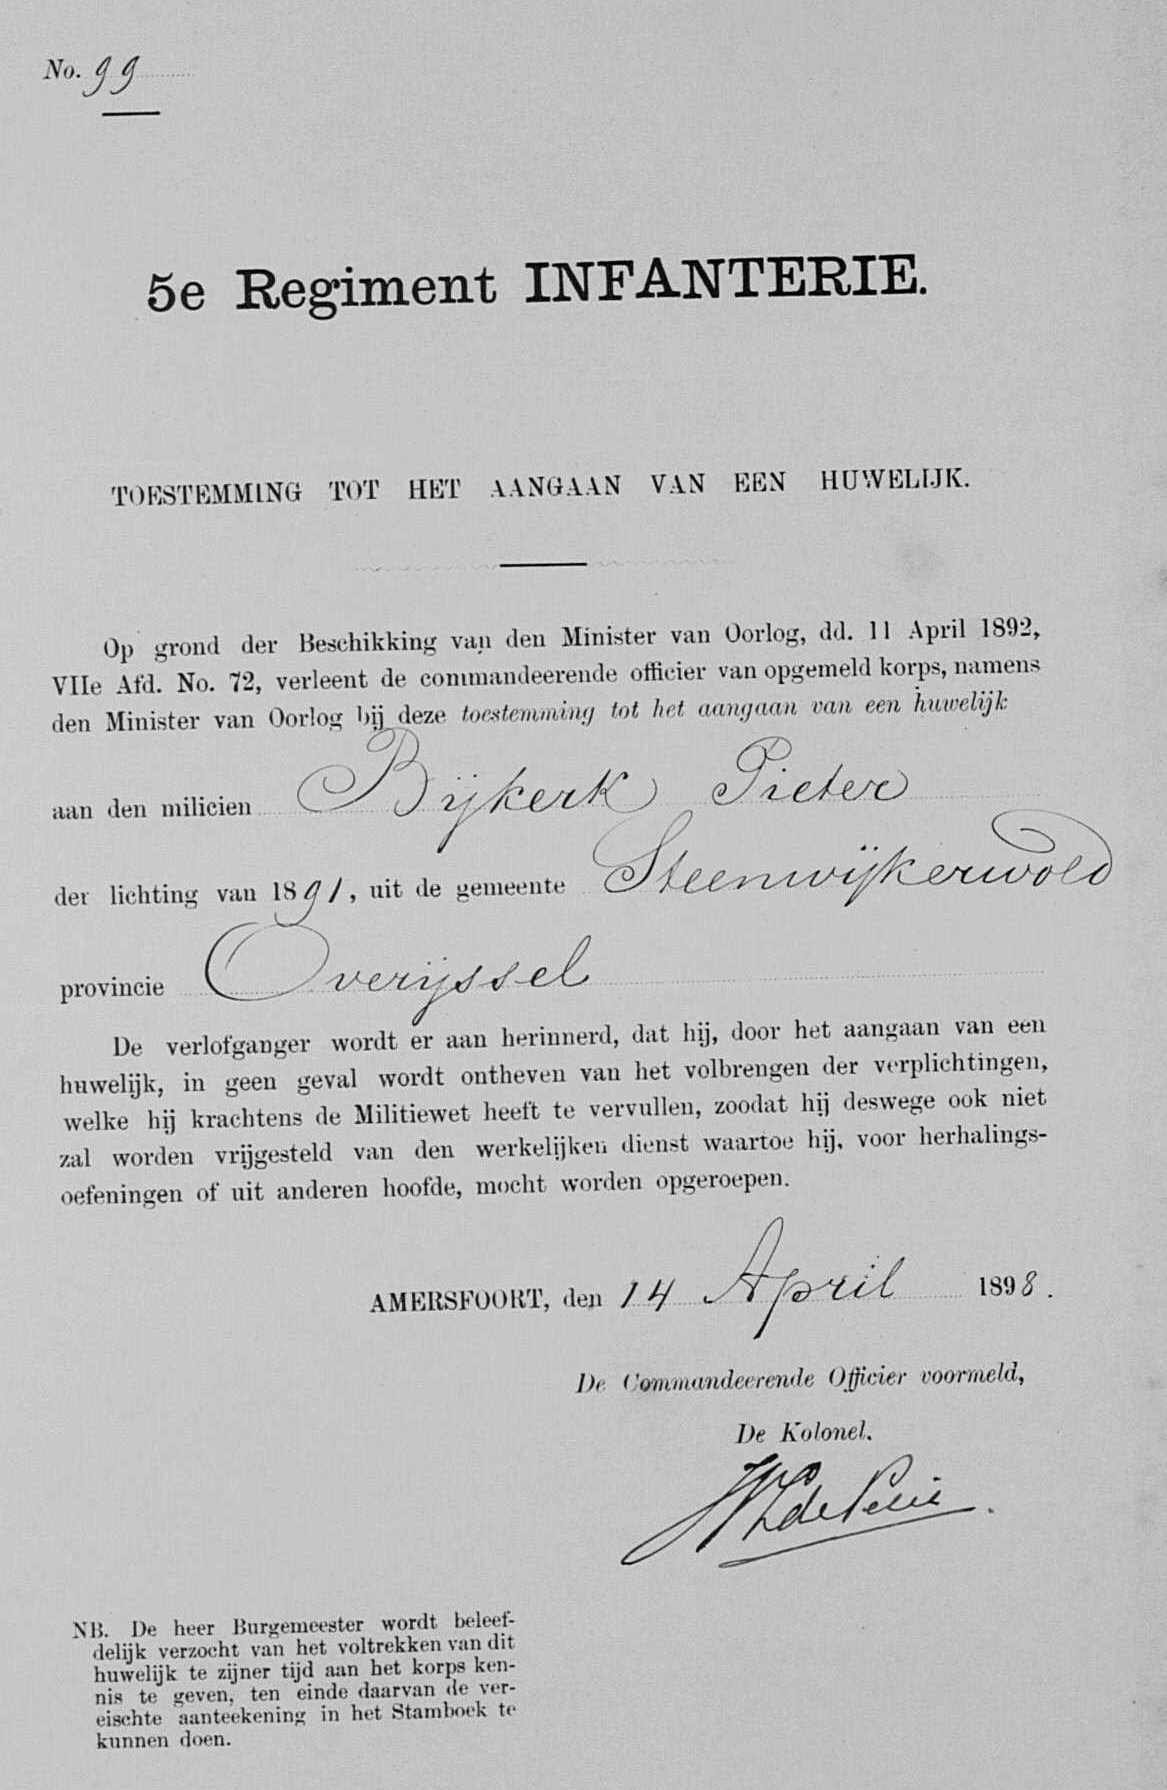 No. 99
5e Regiment INFANTERIE.
TOESTEMMING TOT HET AANGAAN VAN EEN HUWELIJK.
Op grond der Beschikking van den Minister van Oorlog, dd. 11 April 1892,
VIIe Afd. No. 72, verleent de commandeerende officier van opgemeld korps, namens
den Minister van Oorlog bij deze toestemming tot het aangaan van een huwelijk
aan den milicien Bijkerk Pieter
der lichting van 1891, uit de gemeente Steenwijkerwold
provincie Overijssel
De verlofganger wordt er aan herinnerd, dat hij, door het aangaan van een
huwelijk, in geen geval wordt ontheven van het volbrengen der verplichtingen,
welke hij krachtens de Militiewet heeft te vervullen, zoodat hij deswege ook niet
zal worden vrijgesteld van den werkelijken dienst waartoe hij, voor herhalings-
oefeningen of uit anderen hoofde, mocht worden opgeroepen.
AMERSFOORT, den 14 April 1898.
De Commandeerende Officier voormeld,
De Kolonel.
NB. De heer Burgemeester wordt beleef-
delijk verzocht van het voltrekken van dit
huwelijk te zijner tijd aan het korps ken-
nis te geven, ten einde daarvan de ver-
eischte aanteekening in het Stamboek te
kunnen doen.